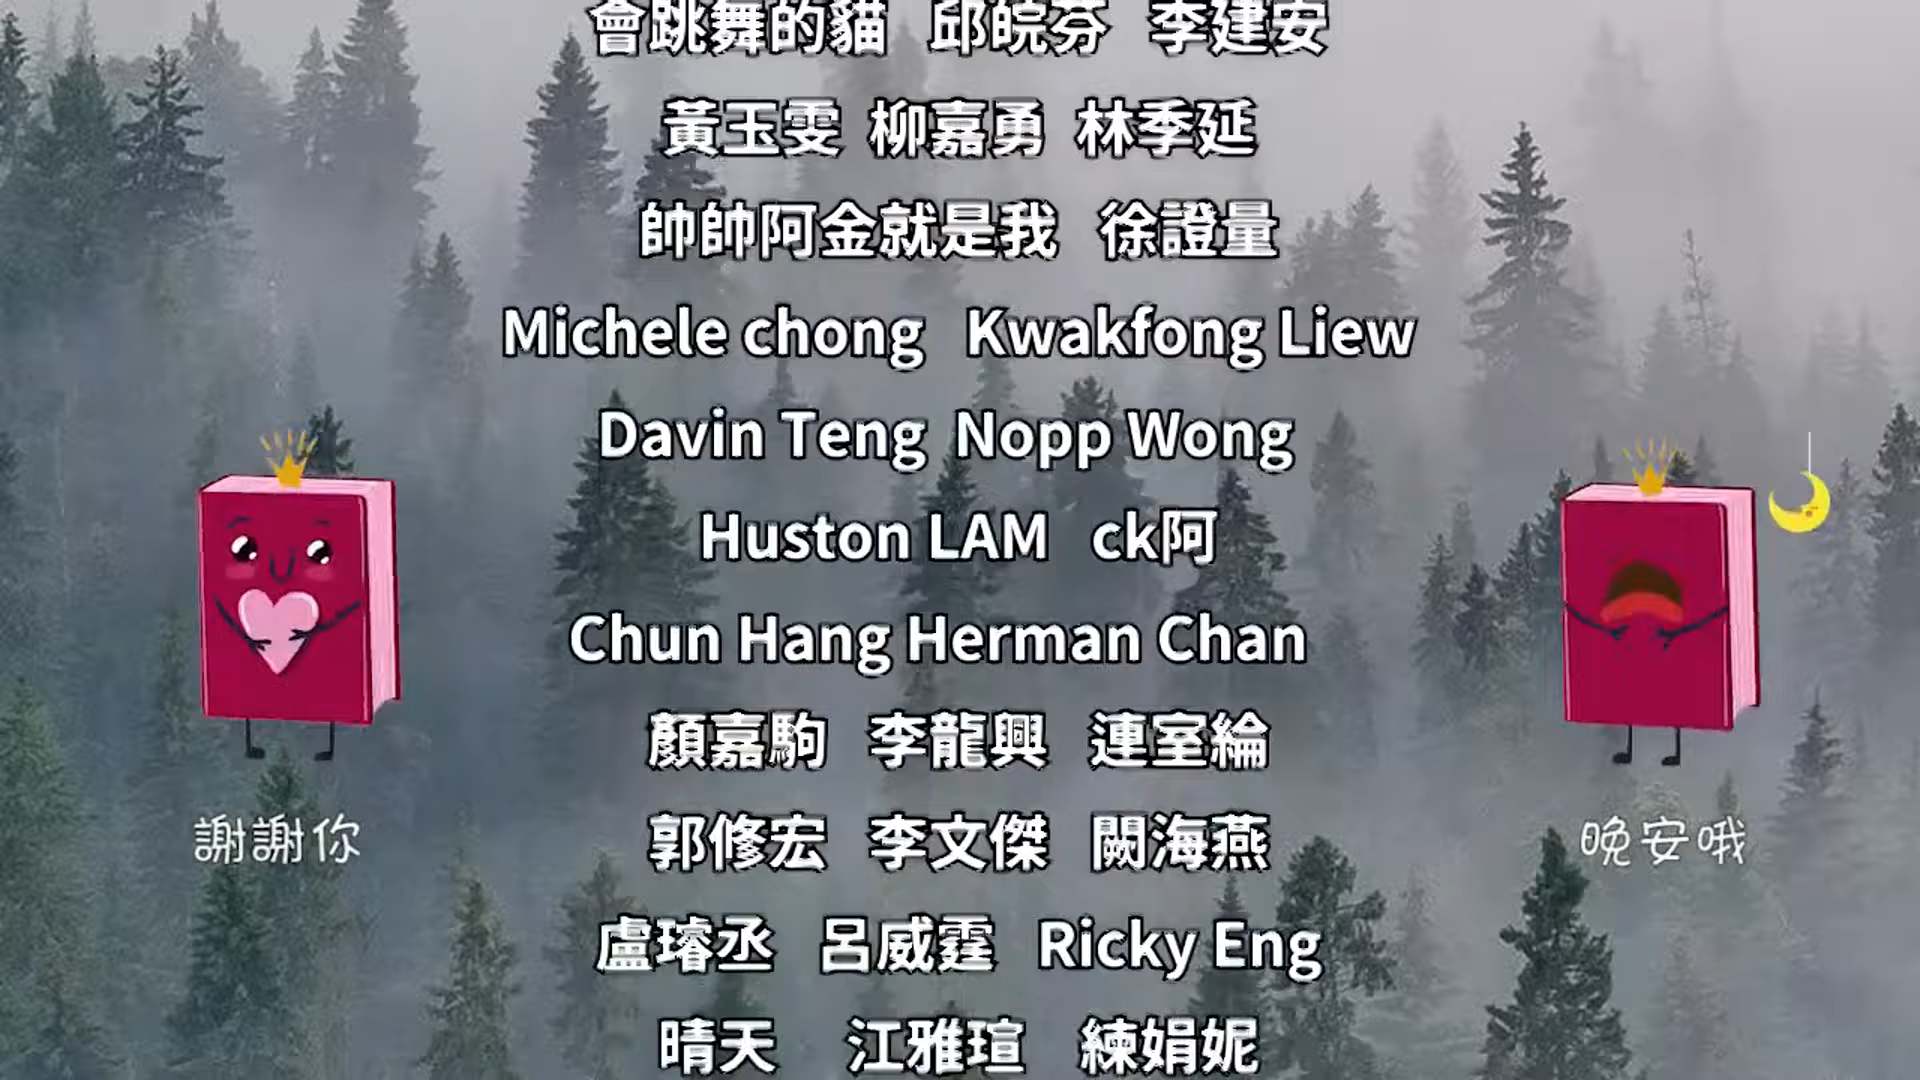 會跳舞的貓 邱皖芬 李建安
黃玉雯 柳嘉勇 林季延
帥帥阿金就是我 徐證量
Michele chong Kwakfong Liew
Davin Teng Nopp Wong
Huston LAM ck阿
Chun Hang Herman Chan
顏嘉駒 李龍興 連室綸
郭修宏 李文傑 闕海燕
盧璿丞 呂威霆 Ricky Eng
晴天 江雅瑄 練娟妮
謝謝你
晚安哦